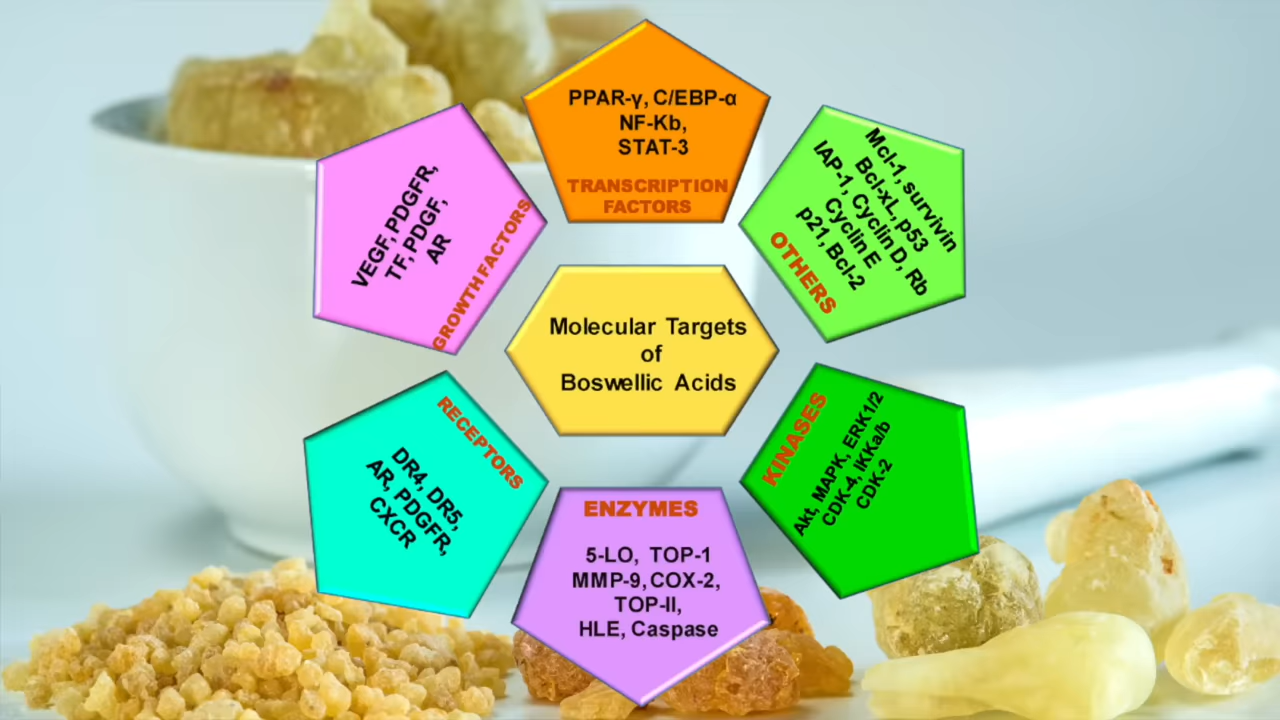 PPAR-γ, C/EBP-α
NF-Kb,
STAT-3
TRANSCRIPTION
FACTORS
Mcl-1, survivin
Bcl-xL, p53
IAP-1, Cyclin D, Rb
Cyclin E
p21, Bcl-2
OTHERS
KINASES
Akt, MAPK, ERK1/2
CDK-4, IKKa/b
CDK-2
ENZYMES
5-LO, TOP-1
MMP-9, COX-2,
TOP-II,
HLE, Caspase
RECEPTORS
DR4, DR5,
AR, PDGFR,
CXCR
VEGF, PDGFR,
TF, PDGF,
AR
GROWTH FACTORS
Molecular Targets
of
Boswellic Acids